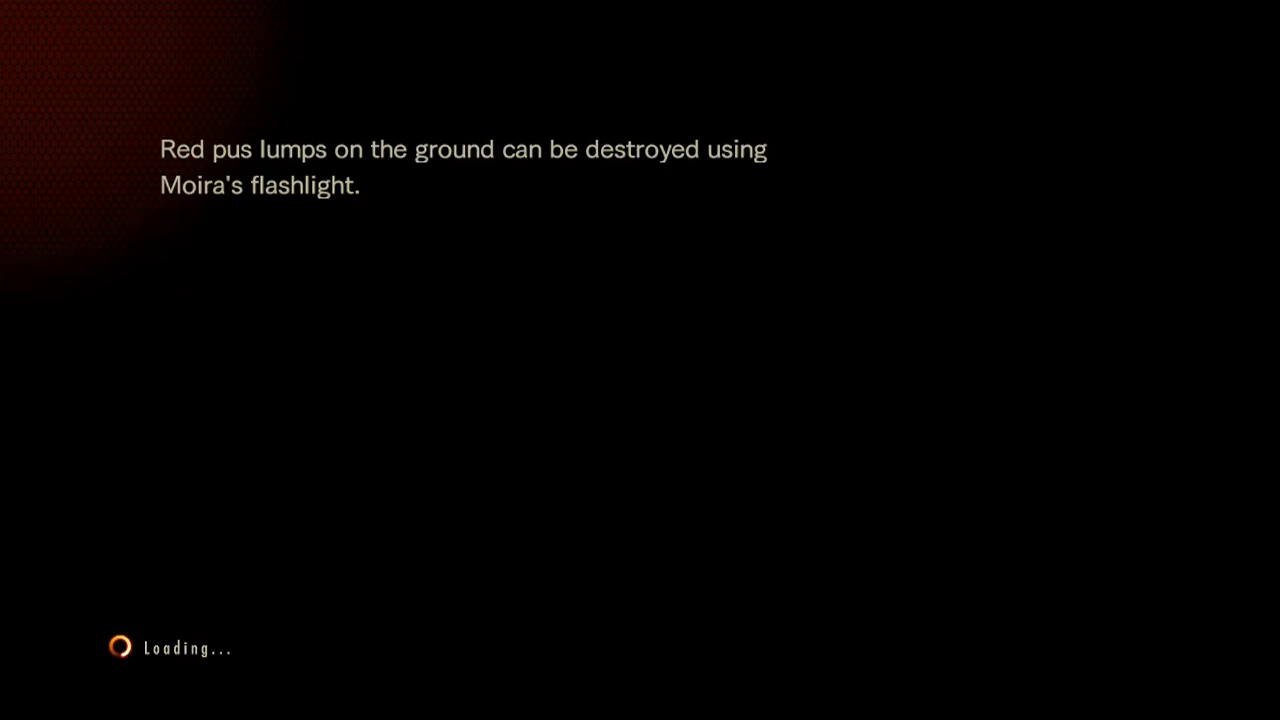 Red pus lumps on the ground can be destroyed using
Moira's flashlight.
Loading...